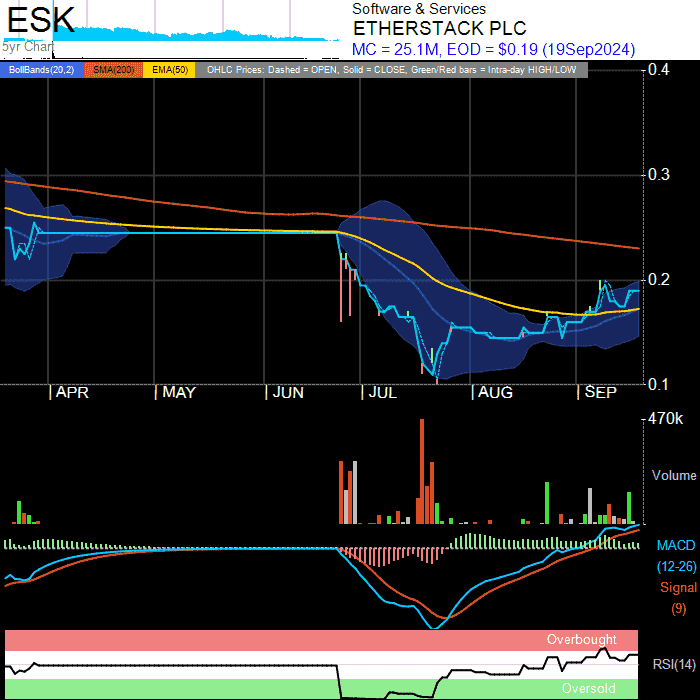 ESK
5yr Chart
Software & Services
ETHERSTACK PLC
MC = 25.1M, EOD = $0.19 (19Sep2024)
BollBands(20,2) SMA(200) EMA(50) OHLC Prices: Dashed = OPEN, Solid = CLOSE, Green/Red bars = Intra-day HIGH/LOW
0.4
0.3
0.2
0.1
APR MAY JUN JUL AUG SEP
470k
Volume
MACD
(12-26)
Signal
(9)
Overbought
RSI(14)
Oversold